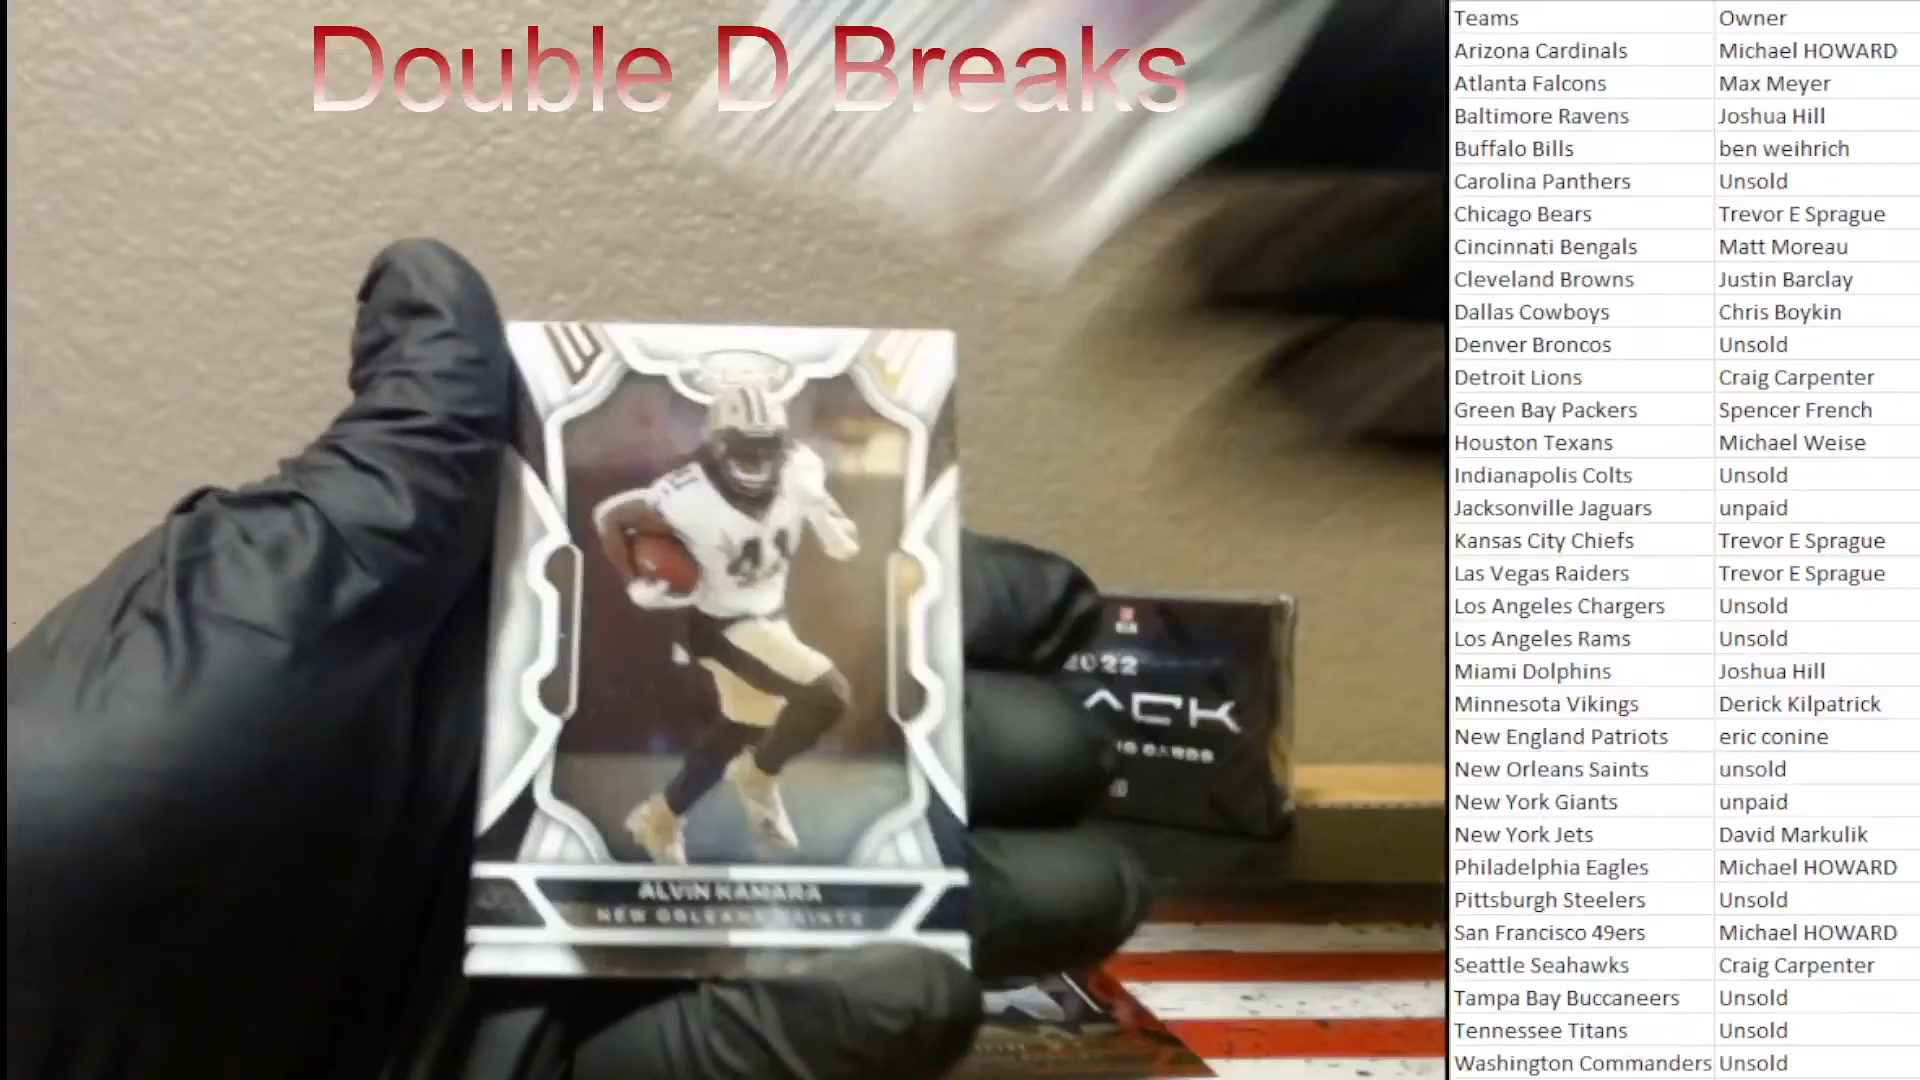 Double D Breaks
ALVIN KAMARA
NEW ORLEANS SAINTS
2022
ACK
CARDS
Teams Owner
Arizona Cardinals Michael HOWARD
Atlanta Falcons Max Meyer
Baltimore Ravens Joshua Hill
Buffalo Bills ben weihrich
Carolina Panthers Unsold
Chicago Bears Trevor E Sprague
Cincinnati Bengals Matt Moreau
Cleveland Browns Justin Barclay
Dallas Cowboys Chris Boykin
Denver Broncos Unsold
Detroit Lions Craig Carpenter
Green Bay Packers Spencer French
Houston Texans Michael Weise
Indianapolis Colts Unsold
Jacksonville Jaguars unpaid
Kansas City Chiefs Trevor E Sprague
Las Vegas Raiders Trevor E Sprague
Los Angeles Chargers Unsold
Los Angeles Rams Unsold
Miami Dolphins Joshua Hill
Minnesota Vikings Derick Kilpatrick
New England Patriots eric conine
New Orleans Saints unsold
New York Giants unpaid
New York Jets David Markulik
Philadelphia Eagles Michael HOWARD
Pittsburgh Steelers Unsold
San Francisco 49ers Michael HOWARD
Seattle Seahawks Craig Carpenter
Tampa Bay Buccaneers Unsold
Tennessee Titans Unsold
Washington Commanders Unsold